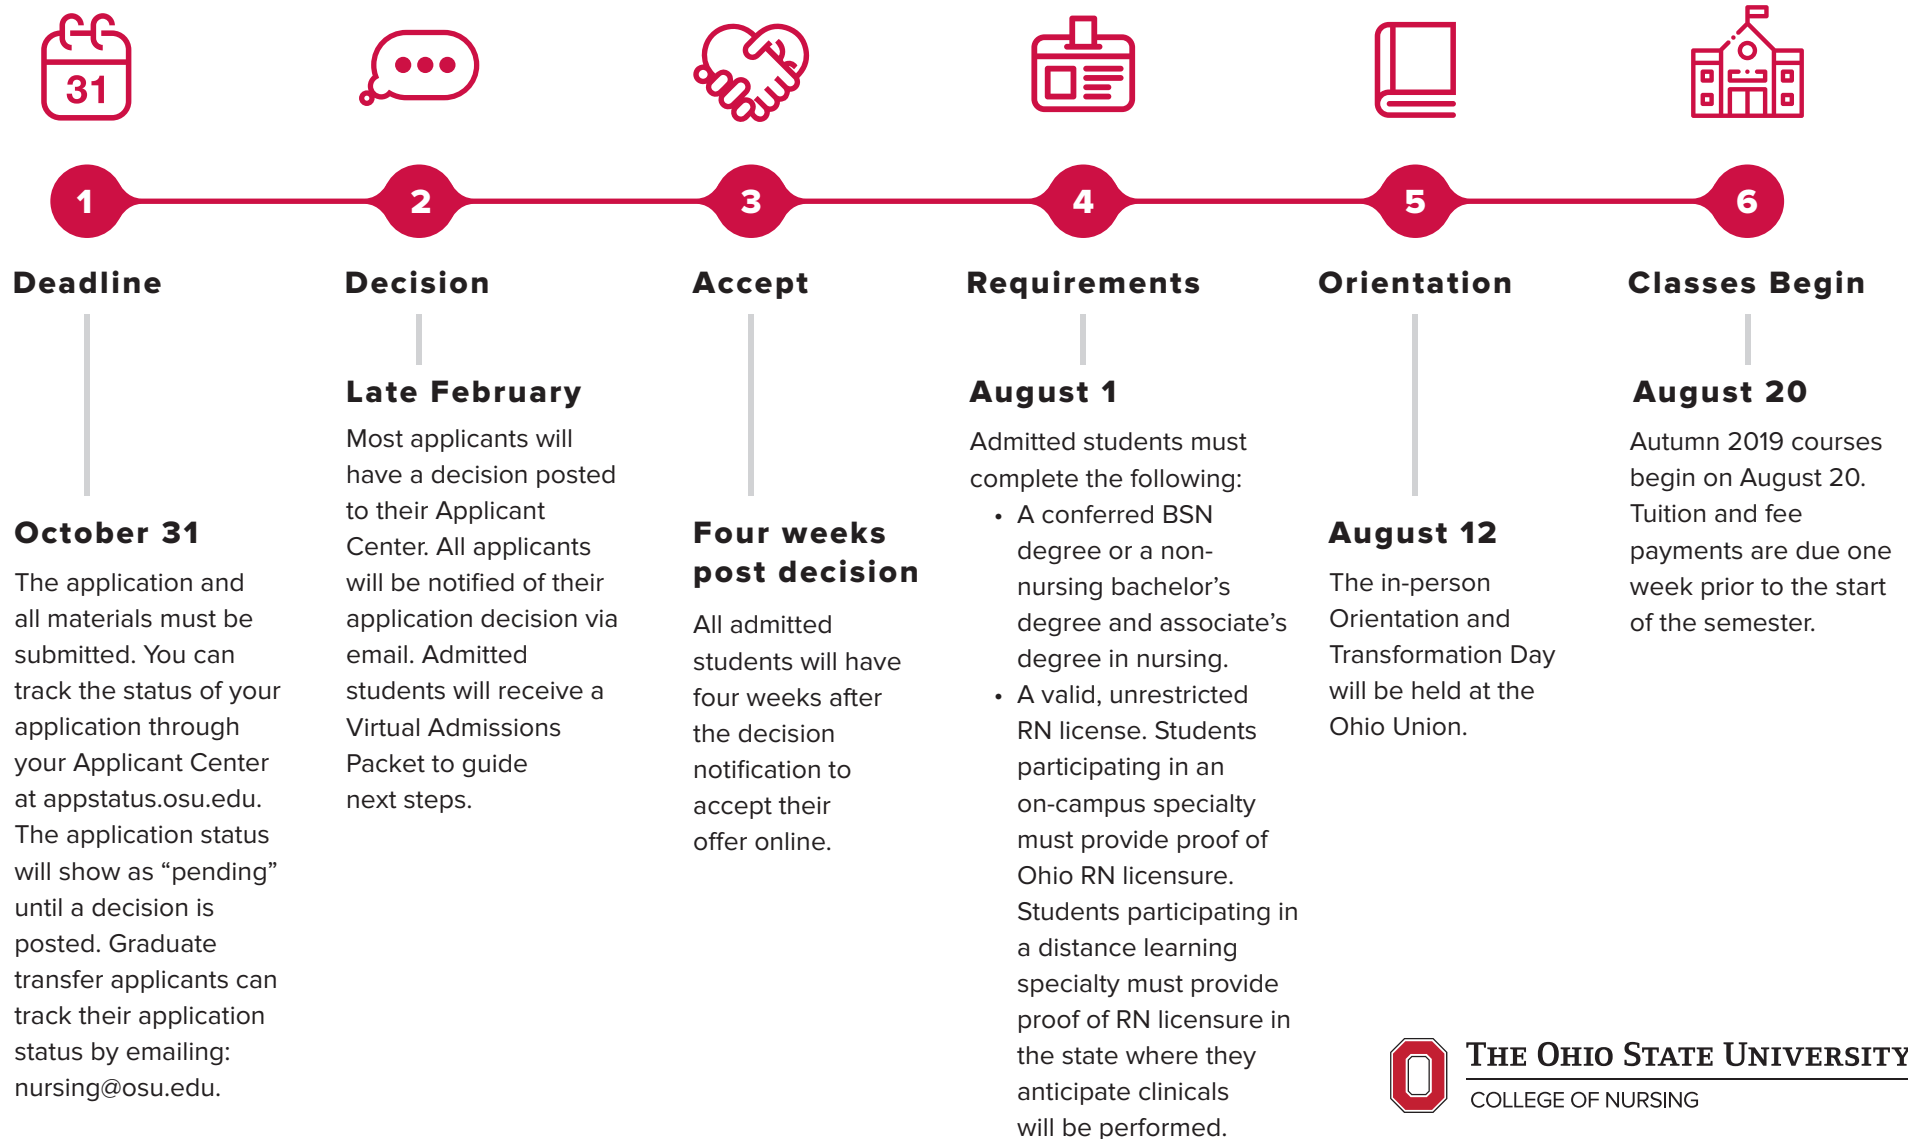 31
1
2
3
4
5
6
Deadline
October 31
The application and
all materials must be
submitted. You can
track the status of your
application through
your Applicant Center
at appstatus.osu.edu.
The application status
will show as “pending”
until a decision is
posted. Graduate
transfer applicants can
track their application
status by emailing:
nursing@osu.edu.
Decision
Late February
Most applicants will
have a decision posted
to their Applicant
Center. All applicants
will be notified of their
application decision via
email. Admitted
students will receive a
Virtual Admissions
Packet to guide
next steps.
Accept
Four weeks
post decision
All admitted
students will have
four weeks after
the decision
notification to
accept their
offer online.
Requirements
August 1
Admitted students must
complete the following:
• A conferred BSN
degree or a non-
nursing bachelor’s
degree and associate’s
degree in nursing.
• A valid, unrestricted
RN license. Students
participating in an
on-campus specialty
must provide proof of
Ohio RN licensure.
Students participating in
a distance learning
specialty must provide
proof of RN licensure in
the state where they
anticipate clinicals
will be performed.
Orientation
August 12
The in-person
Orientation and
Transformation Day
will be held at the
Ohio Union.
Classes Begin
August 20
Autumn 2019 courses
begin on August 20.
Tuition and fee
payments are due one
week prior to the start
of the semester.
THE OHIO STATE UNIVERSITY
COLLEGE OF NURSING